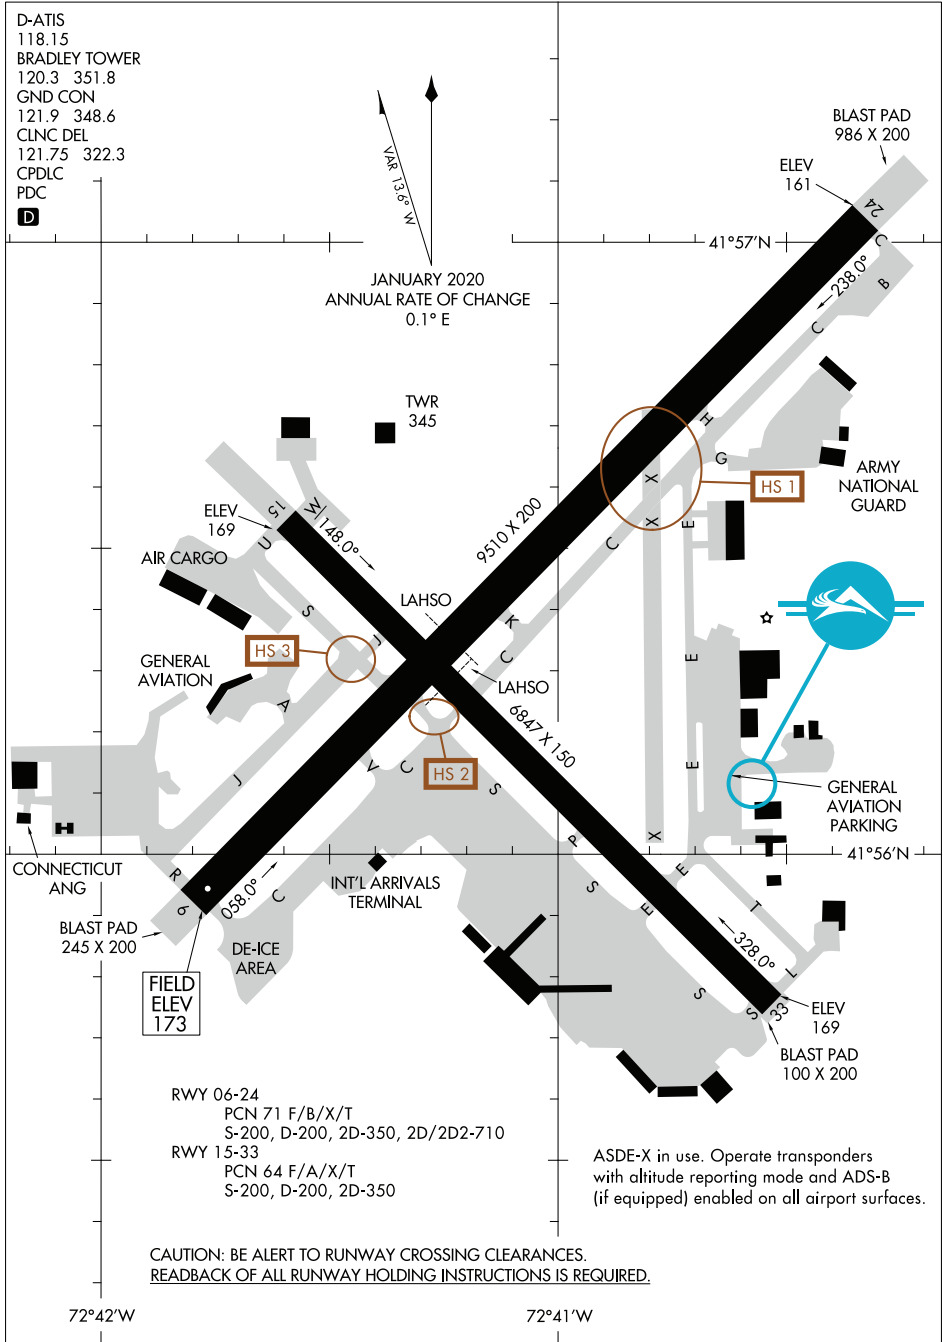 D-ATIS
118.15
BRADLEY TOWER
120.3 351.8
GND CON
121.9 348.6
CLNC DEL
121.75 322.3
CPDLC
PDC
D
VAR 13.6° W
JANUARY 2020
ANNUAL RATE OF CHANGE
0.1° E
BLAST PAD
986 X 200
ELEV
161
24
41°57'N
C
238.0°
B
C
TWR
345
H
G
HS 1
X
X
E
C
ARMY
NATIONAL
GUARD
9510 X 200
ELEV
169
15
W
148.0°
U
AIR CARGO
S
LAHSO
K
J
C
E
HS 3
GENERAL
AVIATION
A
LAHSO
6847 X 150
J
V
C
HS 2
S
E
GENERAL
AVIATION
PARKING
H
X
P
41°56'N
CONNECTICUT
ANG
R
6
058.0°
C
INT'L ARRIVALS
TERMINAL
S
E
E
T
BLAST PAD
245 X 200
DE-ICE
AREA
328.0°
L
S
S
33
FIELD
ELEV
173
ELEV
169
BLAST PAD
100 X 200
RWY 06-24
PCN 71 F/B/X/T
S-200, D-200, 2D-350, 2D/2D2-710
RWY 15-33
PCN 64 F/A/X/T
S-200, D-200, 2D-350
ASDE-X in use. Operate transponders
with altitude reporting mode and ADS-B
(if equipped) enabled on all airport surfaces.
CAUTION: BE ALERT TO RUNWAY CROSSING CLEARANCES.
READBACK OF ALL RUNWAY HOLDING INSTRUCTIONS IS REQUIRED.
72°42'W
72°41'W